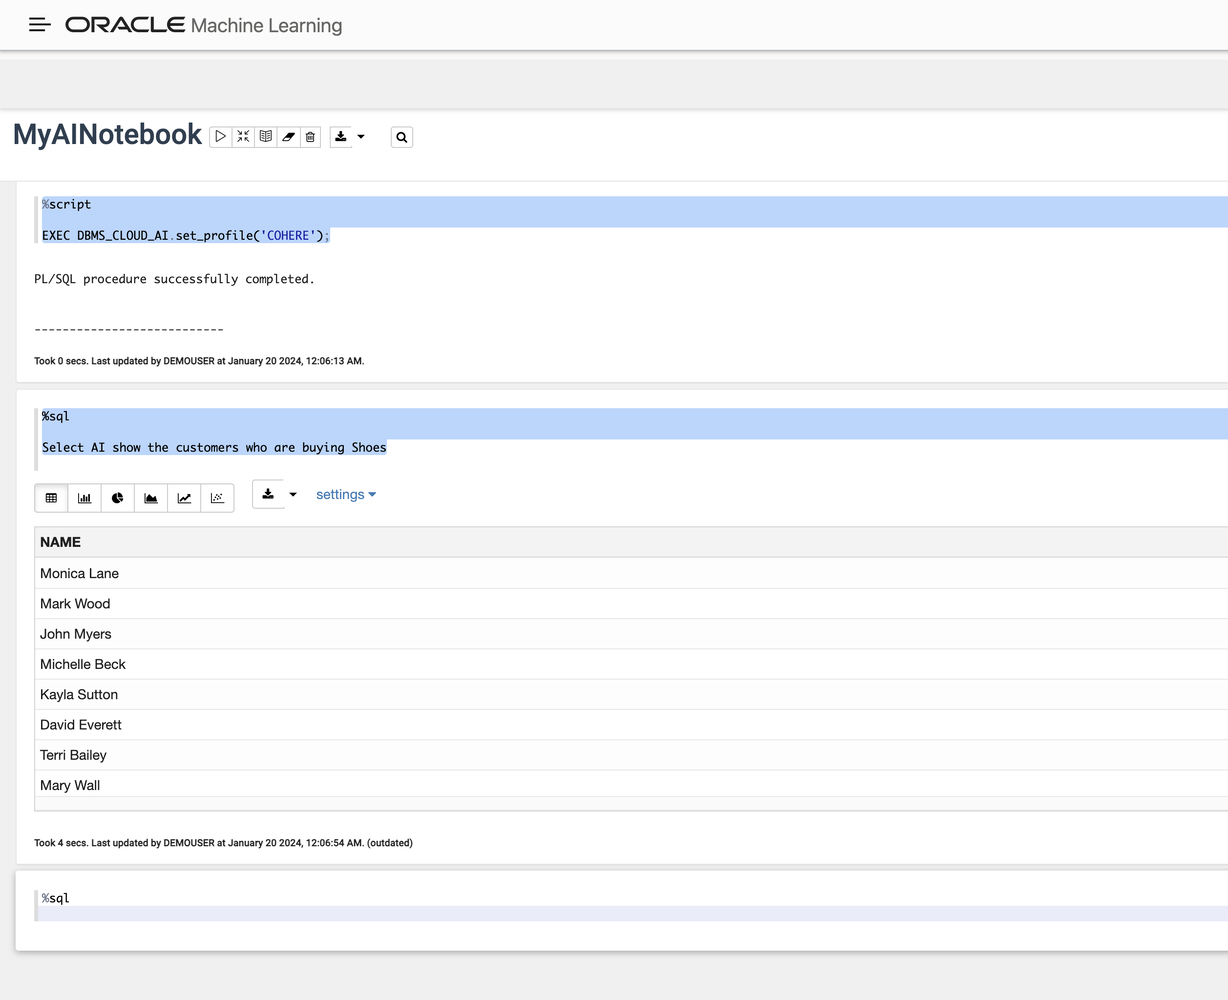 ORACLE Machine Learning
MyAINotebook
%script
EXEC DBMS_CLOUD_AI.set_profile('COHERE');
PL/SQL procedure successfully completed.
---------------------------
Took 0 secs. Last updated by DEMOUSER at January 20 2024, 12:06:13 AM.
%sql
Select AI show the customers who are buying Shoes
settings
NAME
Monica Lane
Mark Wood
John Myers
Michelle Beck
Kayla Sutton
David Everett
Terri Bailey
Mary Wall
Took 4 secs. Last updated by DEMOUSER at January 20 2024, 12:06:54 AM. (outdated)
%sql